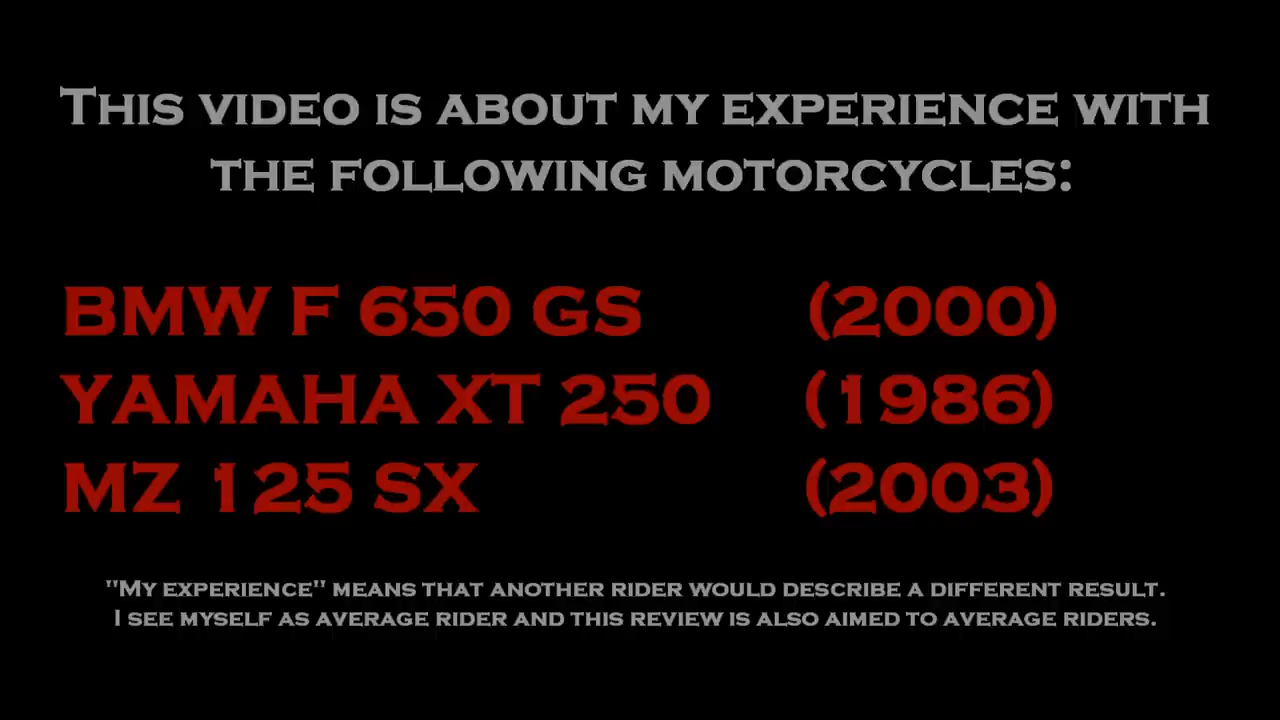 THIS VIDEO IS ABOUT MY EXPERIENCE WITH
THE FOLLOWING MOTORCYCLES:
BMW F 650 GS (2000)
YAMAHA XT 250 (1986)
MZ 125 SX (2003)
"MY EXPERIENCE" MEANS THAT ANOTHER RIDER WOULD DESCRIBE A DIFFERENT RESULT.
I SEE MYSELF AS AVERAGE RIDER AND THIS REVIEW IS ALSO AIMED TO AVERAGE RIDERS.